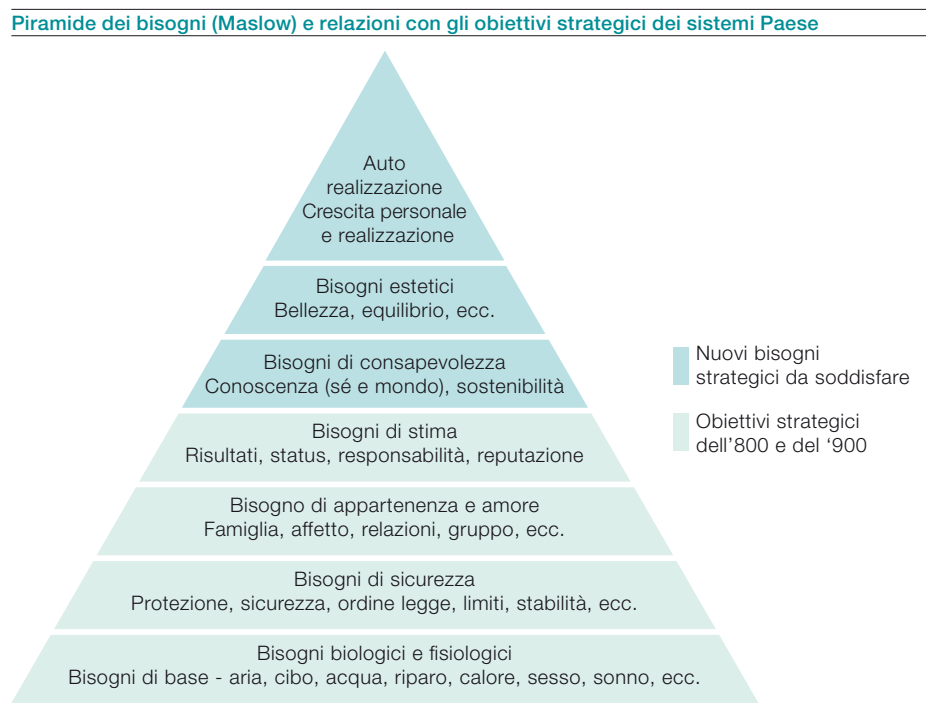 Piramide dei bisogni (Maslow) e relazioni con gli obiettivi strategici dei sistemi Paese
Auto
realizzazione
Crescita personale
e realizzazione
Bisogni estetici
Bellezza, equilibrio, ecc.
Bisogni di consapevolezza
Conoscenza (sé e mondo), sostenibilità
Bisogni di stima
Risultati, status, responsabilità, reputazione
Bisogno di appartenenza e amore
Famiglia, affetto, relazioni, gruppo, ecc.
Bisogni di sicurezza
Protezione, sicurezza, ordine legge, limiti, stabilità, ecc.
Bisogni biologici e fisiologici
Bisogni di base - aria, cibo, acqua, riparo, calore, sesso, sonno, ecc.
Nuovi bisogni
strategici da soddisfare
Obiettivi strategici
dell’800 e del ‘900